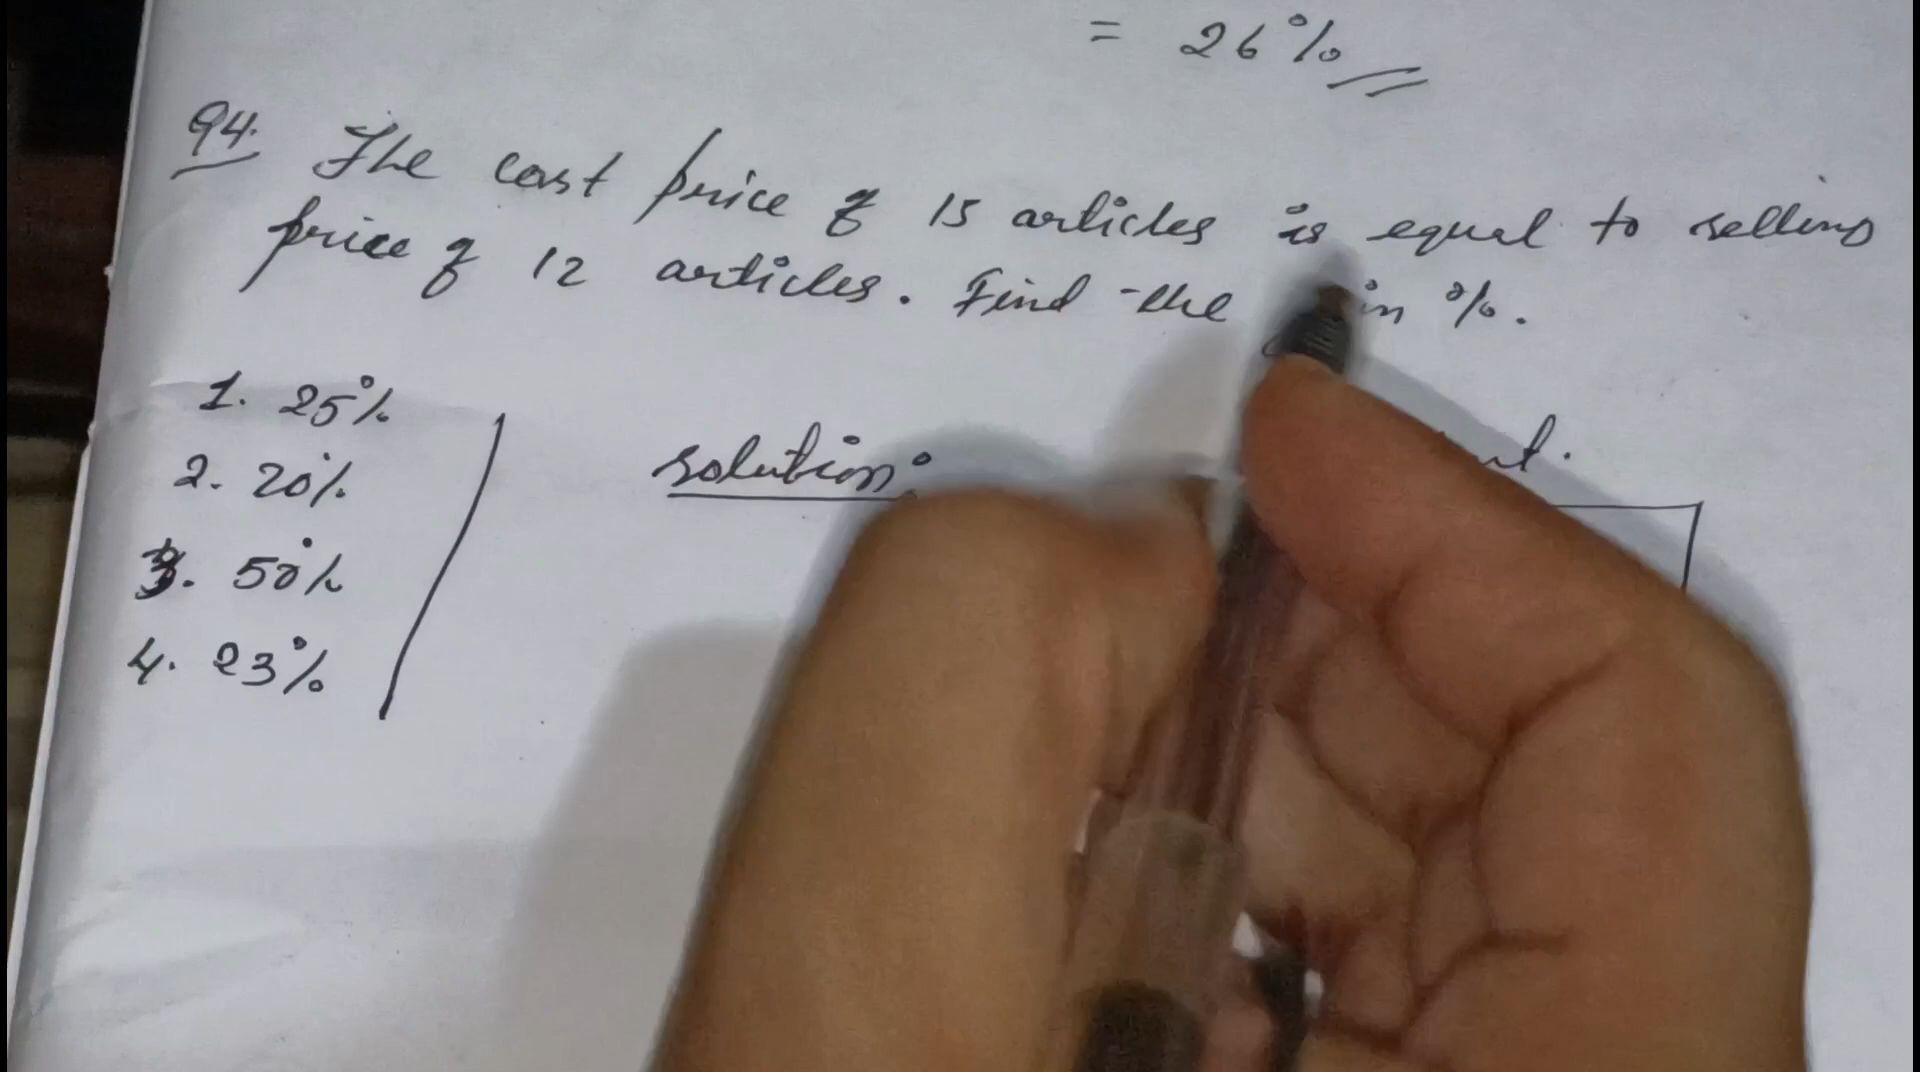 = 26%
Q4. The cost price of 15 articles is equal to selling
price of 12 articles. Find the in %.
1. 25%
2. 20%
3. 50%
4. 23%
solution: